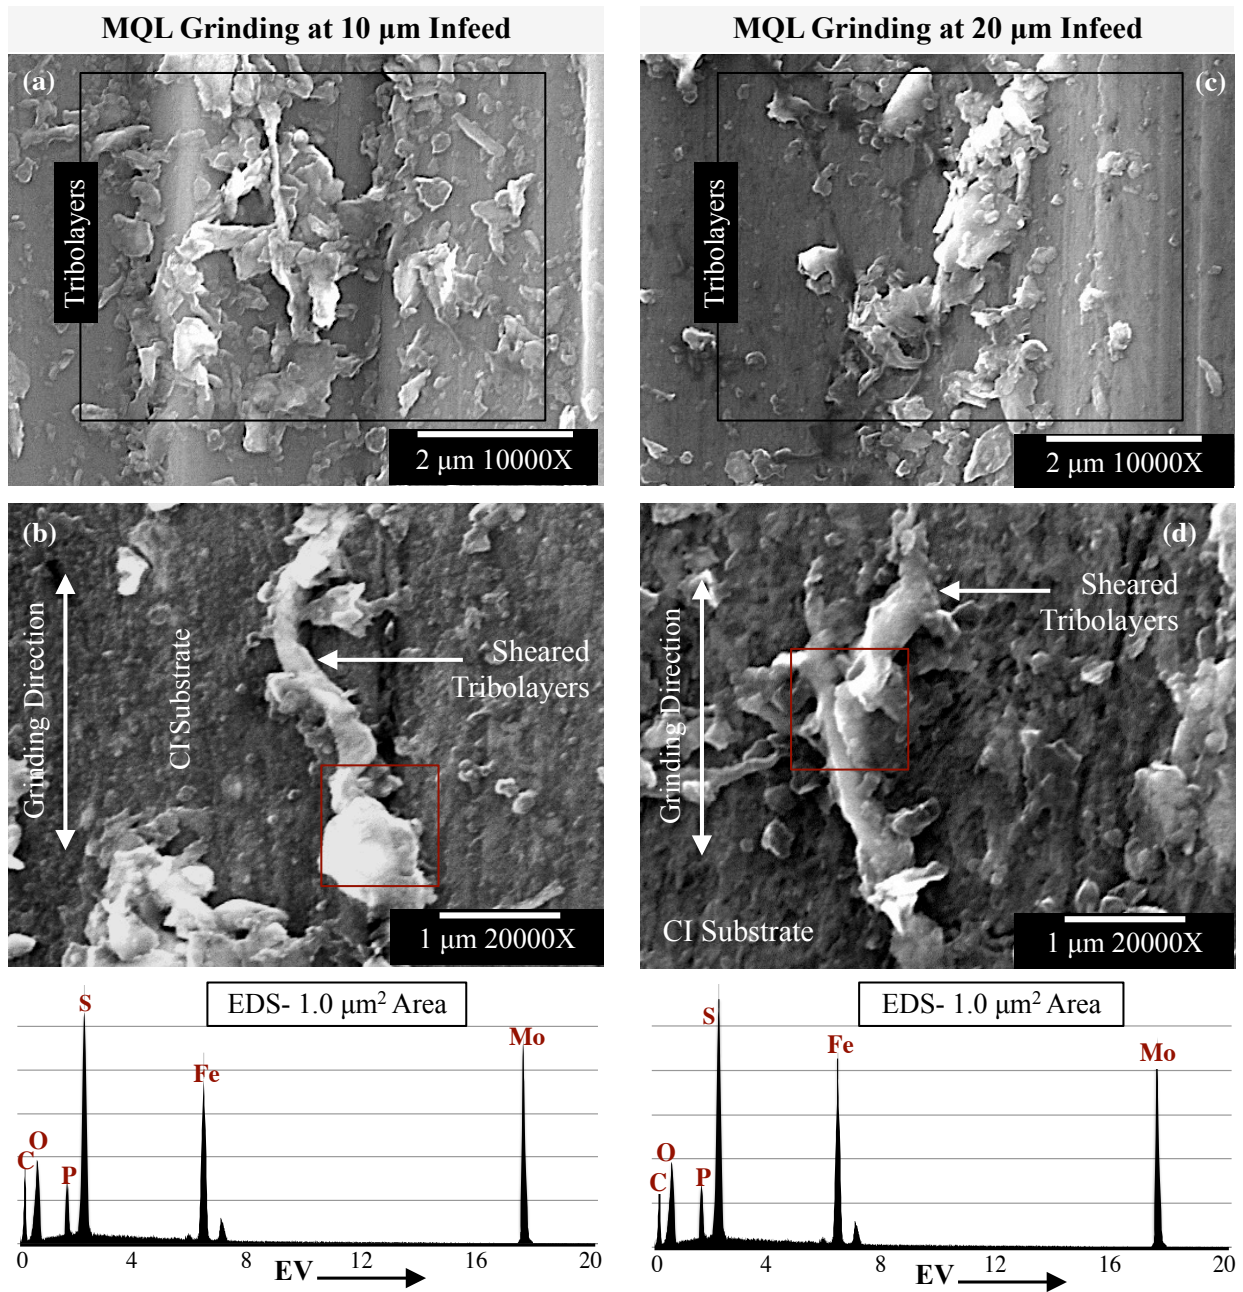 MQL Grinding at 10 µm Infeed
MQL Grinding at 20 µm Infeed
(a)
Tribolayers
2 µm 10000X
(c)
Tribolayers
2 µm 10000X
(b)
Grinding Direction
CI Substrate
Sheared
Tribolayers
1 µm 20000X
(d)
Grinding Direction
Sheared
Tribolayers
CI Substrate
1 µm 20000X
EDS- 1.0 µm² Area
S
Mo
Fe
O
C
P
0 4 8 12 16 20
EV
EDS- 1.0 µm² Area
S
Fe
Mo
O
C
P
0 4 8 12 16 20
EV